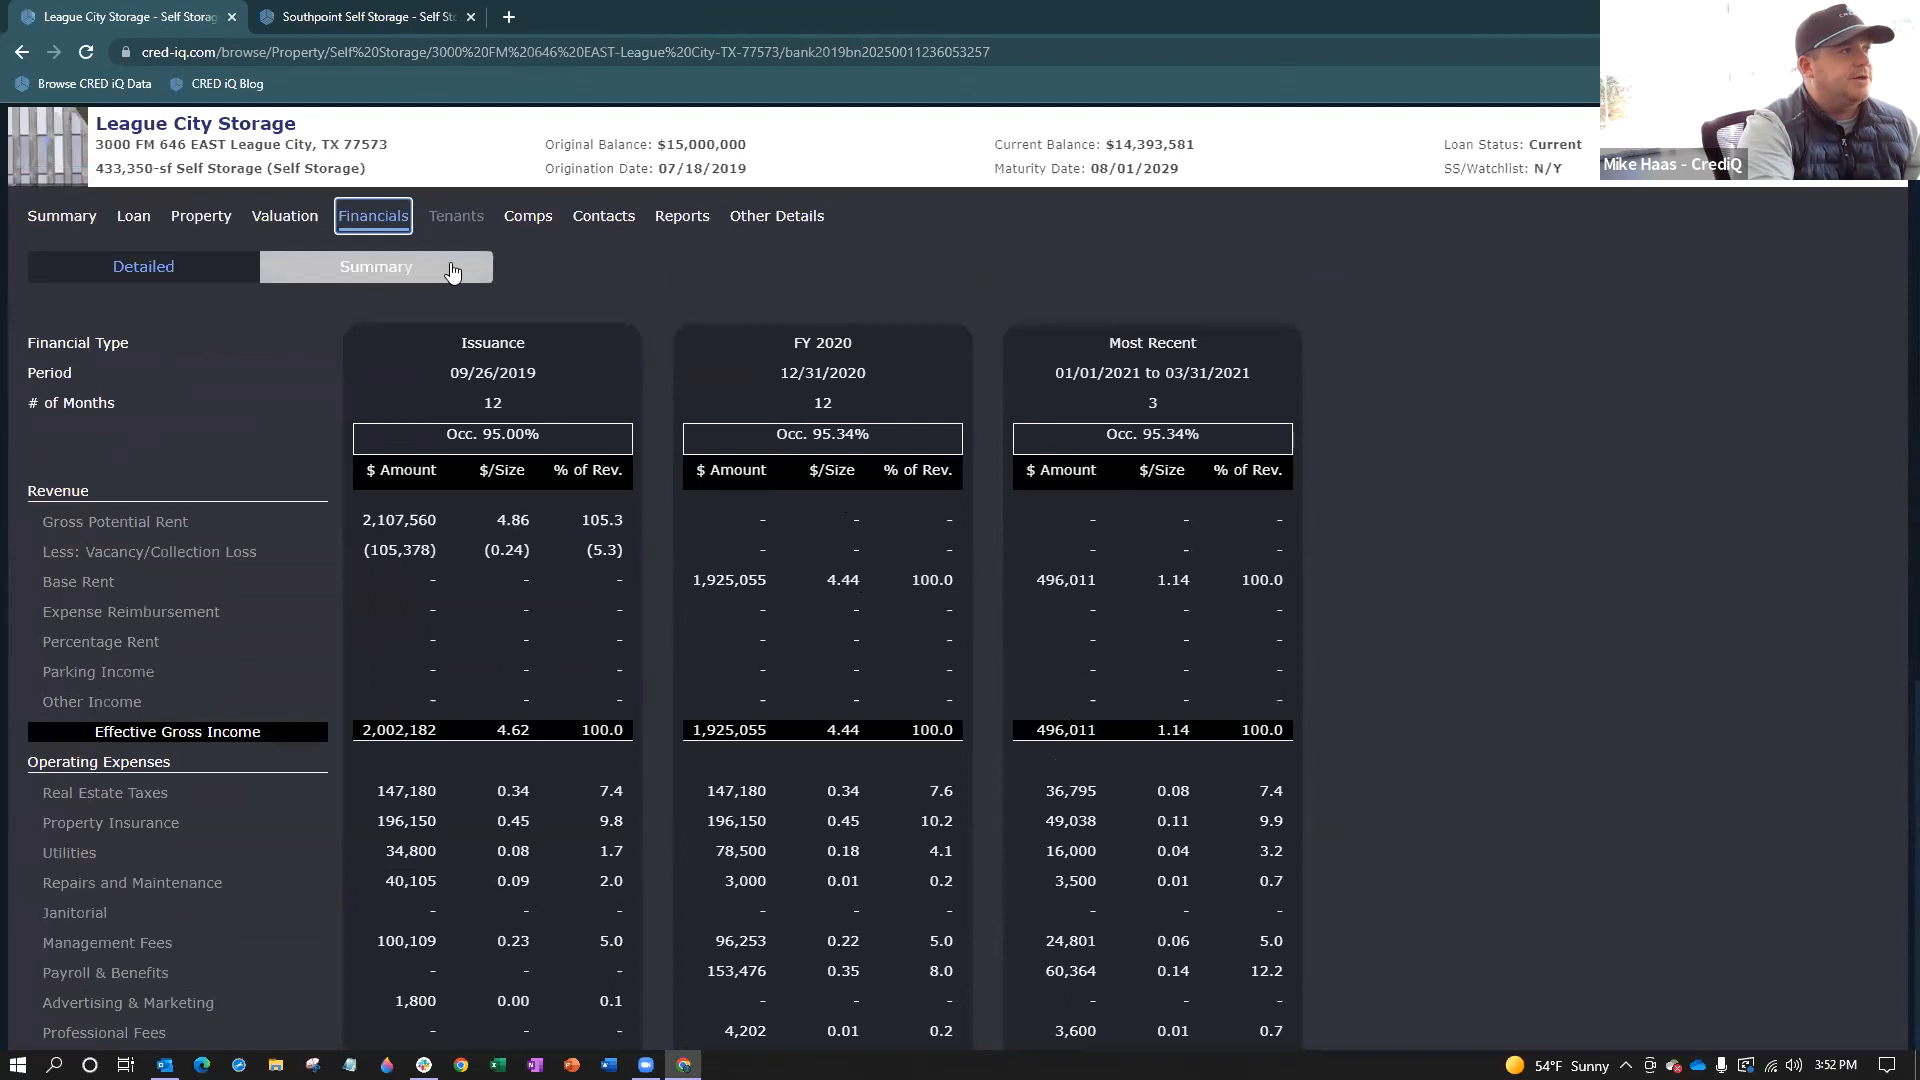 League City Storage - Self Storag
Southpoint Self Storage - Self St
cred-iq.com/browse/Property/Self%20Storage/3000%20FM%20646%20EAST-League%20City-TX-77573/bank2019bn20250011236053257
Browse CRED iQ Data
CRED iQ Blog
League City Storage
3000 FM 646 EAST League City, TX 77573
433,350-sf Self Storage (Self Storage)
Original Balance: $15,000,000
Origination Date: 07/18/2019
Current Balance: $14,393,581
Maturity Date: 08/01/2029
Loan Status: Current
SS/Watchlist: N/Y
Mike Haas - CrediQ
Summary Loan Property Valuation Financials Tenants Comps Contacts Reports Other Details
Detailed Summary
Financial Type Issuance FY 2020 Most Recent
Period 09/26/2019 12/31/2020 01/01/2021 to 03/31/2021
# of Months 12 12 3
Occ. 95.00% Occ. 95.34% Occ. 95.34%
$ Amount $/Size % of Rev. $ Amount $/Size % of Rev. $ Amount $/Size % of Rev.
Revenue
Gross Potential Rent 2,107,560 4.86 105.3 - - - - - -
Less: Vacancy/Collection Loss (105,378) (0.24) (5.3) - - - - - -
Base Rent - - - 1,925,055 4.44 100.0 496,011 1.14 100.0
Expense Reimbursement - - - - - - - - -
Percentage Rent - - - - - - - - -
Parking Income - - - - - - - - -
Other Income - - - - - - - - -
Effective Gross Income 2,002,182 4.62 100.0 1,925,055 4.44 100.0 496,011 1.14 100.0
Operating Expenses
Real Estate Taxes 147,180 0.34 7.4 147,180 0.34 7.6 36,795 0.08 7.4
Property Insurance 196,150 0.45 9.8 196,150 0.45 10.2 49,038 0.11 9.9
Utilities 34,800 0.08 1.7 78,500 0.18 4.1 16,000 0.04 3.2
Repairs and Maintenance 40,105 0.09 2.0 3,000 0.01 0.2 3,500 0.01 0.7
Janitorial - - - - - - - - -
Management Fees 100,109 0.23 5.0 96,253 0.22 5.0 24,801 0.06 5.0
Payroll & Benefits - - - 153,476 0.35 8.0 60,364 0.14 12.2
Advertising & Marketing 1,800 0.00 0.1 - - - - - -
Professional Fees - - - 4,202 0.01 0.2 3,600 0.01 0.7
54°F Sunny 3:52 PM